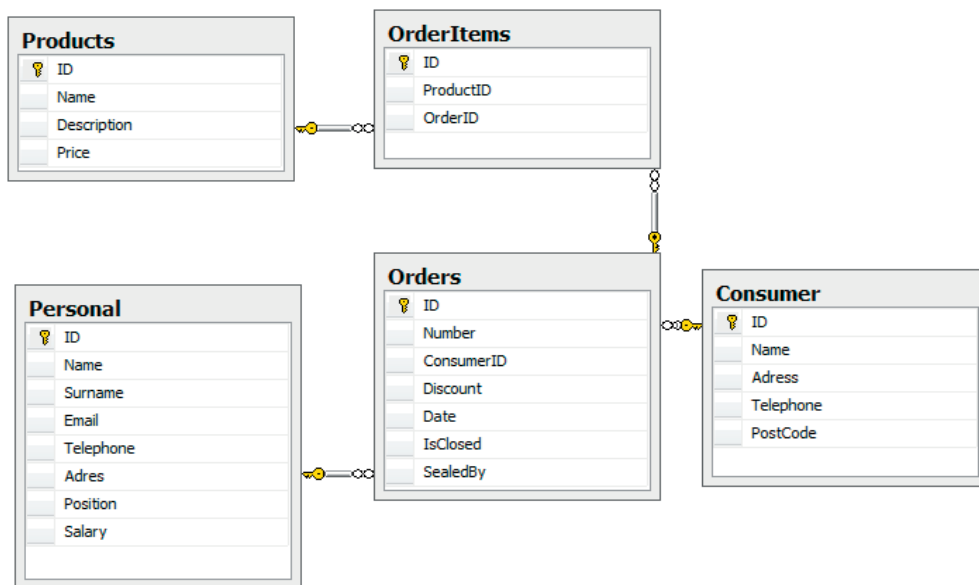 Products
ID
Name
Description
Price
OrderItems
ID
ProductID
OrderID
Personal
ID
Name
Surname
Email
Telephone
Adres
Position
Salary
Orders
ID
Number
ConsumerID
Discount
Date
IsClosed
SealedBy
Consumer
ID
Name
Adress
Telephone
PostCode